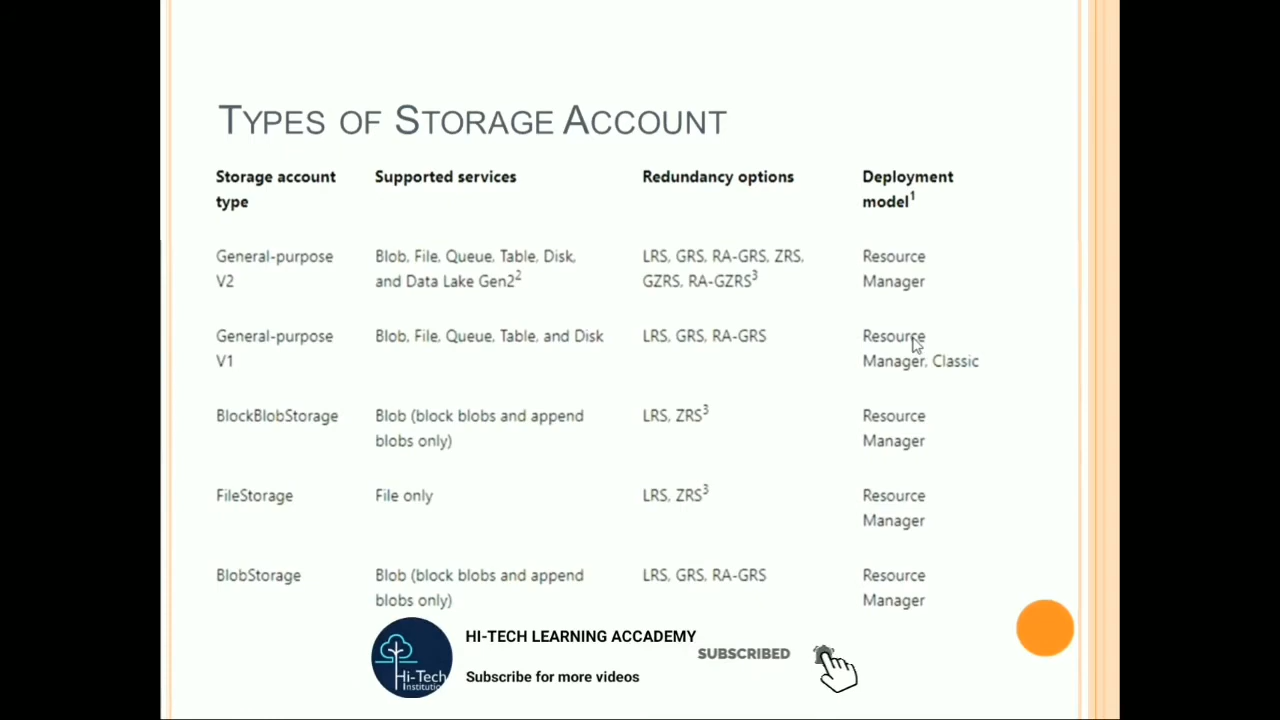 TYPES OF STORAGE ACCOUNT
Storage account type Supported services Redundancy options Deployment model1
General-purpose V2 Blob, File, Queue, Table, Disk, and Data Lake Gen22 LRS, GRS, RA-GRS, ZRS, GZRS, RA-GZRS3 Resource Manager
General-purpose V1 Blob, File, Queue, Table, and Disk LRS, GRS, RA-GRS Resource Manager, Classic
BlockBlobStorage Blob (block blobs and append blobs only) LRS, ZRS3 Resource Manager
FileStorage File only LRS, ZRS3 Resource Manager
BlobStorage Blob (block blobs and append blobs only) LRS, GRS, RA-GRS Resource Manager
HI-TECH LEARNING ACCADEMY
SUBSCRIBED
Subscribe for more videos
Hi-Tech
Institution